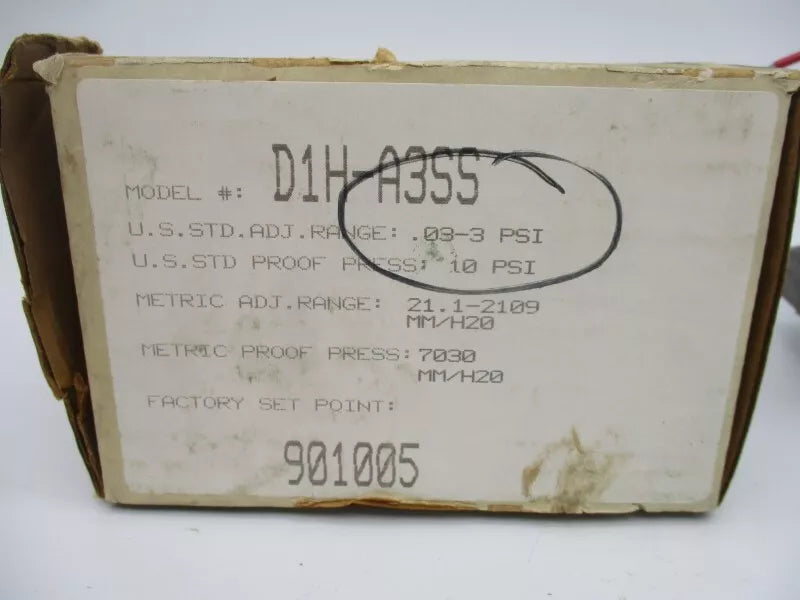 MODEL #: D1H-A3SS
U.S.STD.ADJ.RANGE: .03-3 PSI
U.S.STD PROOF PRESS: 10 PSI
METRIC ADJ.RANGE: 21.1-2109
MM/H20
METRIC PROOF PRESS: 7030
MM/H20
FACTORY SET POINT:
901005